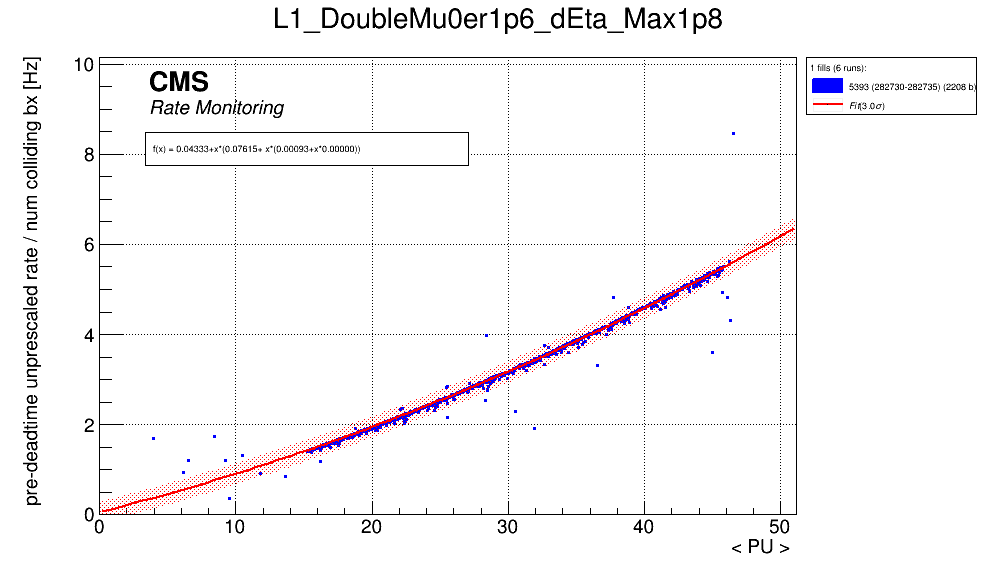 L1_DoubleMu0er1p6_dEta_Max1p8
pre-deadtime unprescaled rate / num colliding bx [Hz]
10
8
6
4
2
0
CMS
Rate Monitoring
f(x) = 0.04333+x*(0.07615+ x*(0.00093+x*0.00000))
1 fills (6 runs):
5393 (282730-282735) (2208 b)
Fit(3.0σ)
0 10 20 30 40 50
< PU >